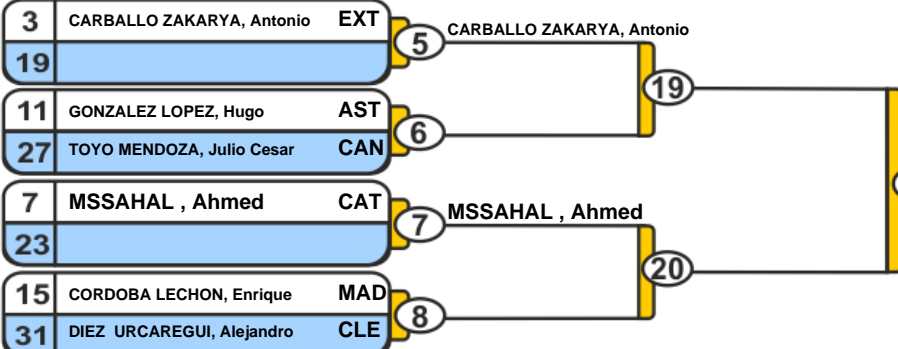 3 CARBALLO ZAKARYA, Antonio EXT
5 CARBALLO ZAKARYA, Antonio
19
19
11 GONZALEZ LOPEZ, Hugo AST
6
27 TOYO MENDOZA, Julio Cesar CAN
7 MSSAHAL , Ahmed CAT
7 MSSAHAL , Ahmed
23
20
15 CORDOBA LECHON, Enrique MAD
8
31 DIEZ URCAREGUI, Alejandro CLE